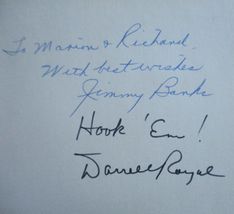 To Marion & Richard.
With best wishes
Jimmy Banks
Hook 'Em!
Darrell Royal